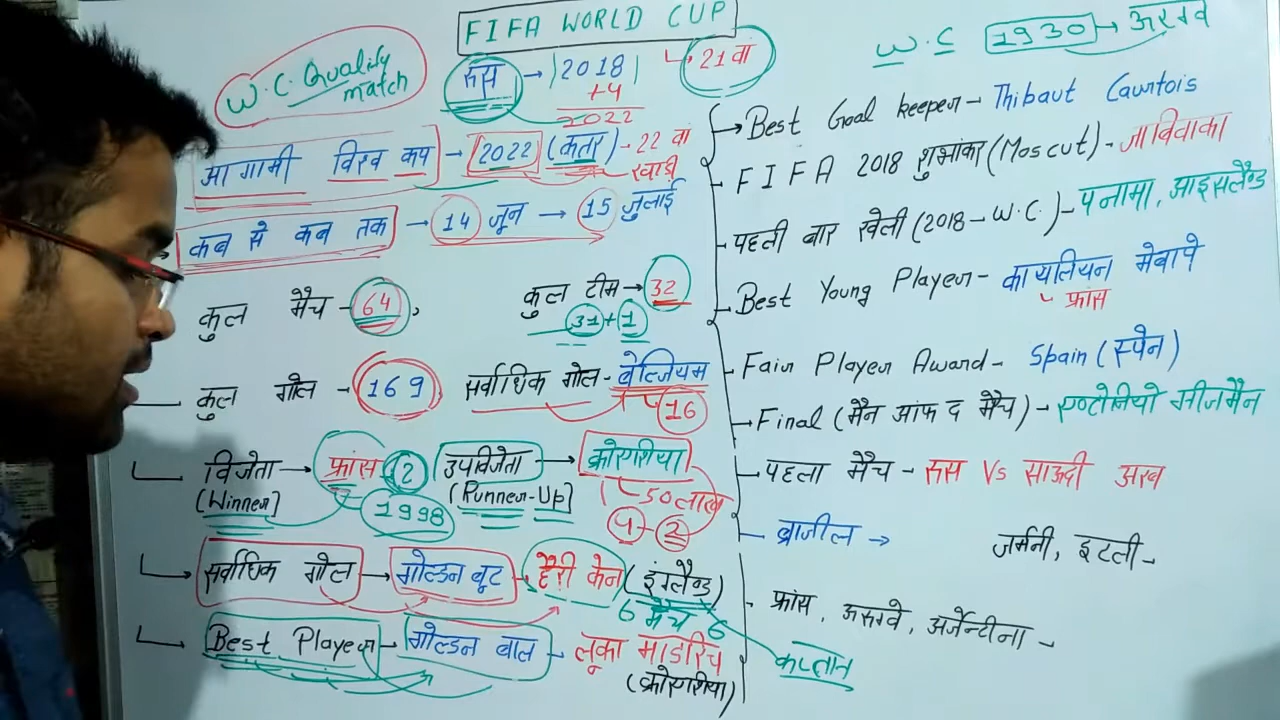 FIFA WORLD CUP
W.C. Qualify match
रूस → 2018 → 21 वां
+4
2022
आगामी विश्व कप → 2022 (कतर) - 22 वां
कब से कब तक → 14 जून → 15 जुलाई
कुल मैच - 64, कुल टीम → 32
31+1
कुल गोल - 169 सर्वाधिक गोल - बेल्जियम
16
विजेता → फ्रांस (2) उपविजेता → क्रोएशिया
(Winner) 1998 (Runner-Up) 50 लाख
4-2
सर्वाधिक गोल → गोल्डन बूट - हैरी केन (इंग्लैण्ड)
6 मैच 6
कप्तान
Best Player - गोल्डन बाल - लूका माडरिच
(क्रोएशिया)
W.C 1930 → उरुग्वे
→ Best Goal keeper - Thibaut Courtois
FIFA 2018 शुभांकर (Moscut) - जाबिवाका
पहली बार खेली (2018 - W.C.) - पनामा, आइसलैण्ड
Best Young Player - कायलियन मेबापे
फ्रांस
Fair Player Award - Spain (स्पेन)
Final (मैन आफ द मैच) - एण्टोनियो ग्रीजमैन
पहला मैच - रूस Vs साऊदी अरब
ब्राजील → जर्मनी, इटली -
फ्रांस, उरुग्वे, अर्जेन्टीना -